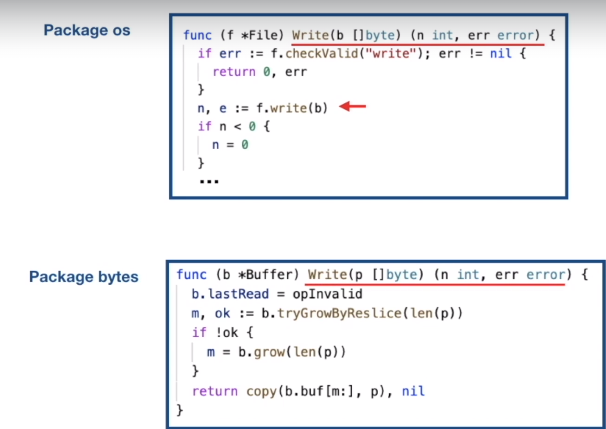 Package os
func (f *File) Write(b []byte) (n int, err error) {
if err := f.checkValid("write"); err != nil {
return 0, err
}
n, e := f.write(b)
if n < 0 {
n = 0
}
...
Package bytes
func (b *Buffer) Write(p []byte) (n int, err error) {
b.lastRead = opInvalid
m, ok := b.tryGrowByReslice(len(p))
if !ok {
m = b.grow(len(p))
}
return copy(b.buf[m:], p), nil
}